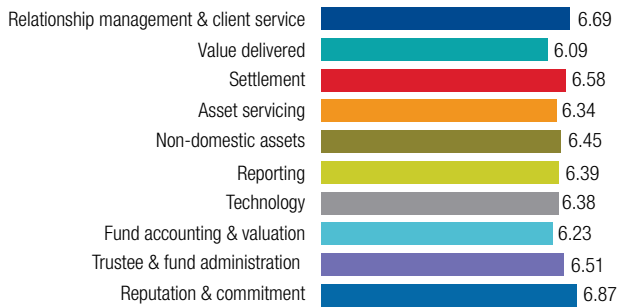 Relationship management & client service 6.69
Value delivered 6.09
Settlement 6.58
Asset servicing 6.34
Non-domestic assets 6.45
Reporting 6.39
Technology 6.38
Fund accounting & valuation 6.23
Trustee & fund administration 6.51
Reputation & commitment 6.87